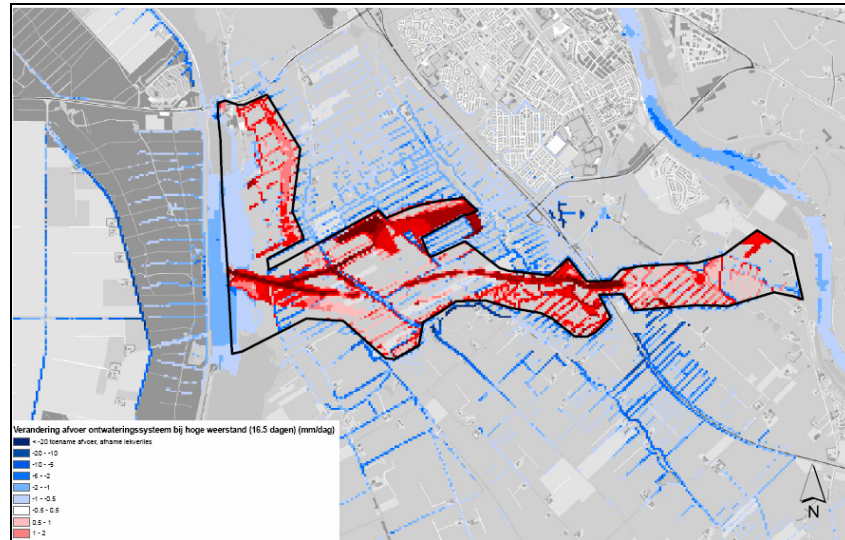 Verandering afvoer ontwateringssysteem bij hoge weerstand (16.5 dagen) (mm/dag)
< -20 toename afvoer, afname lekverlies
-20 - -10
-10 - -5
-5 - -2
-2 - -1
-1 - -0.5
-0.5 - 0.5
0.5 - 1
1 - 2
N